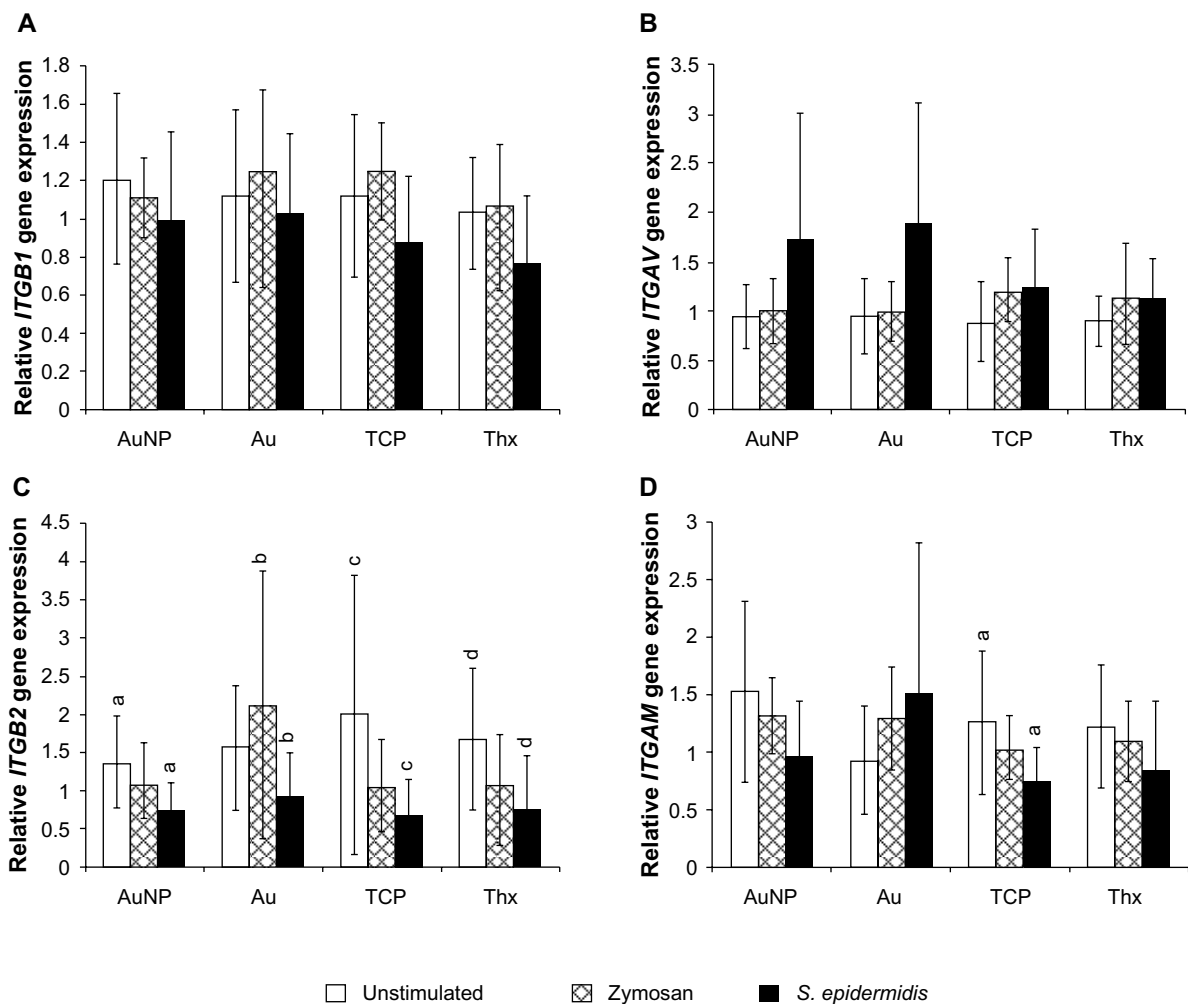 A
Relative ITGB1 gene expression
1.8
1.6
1.4
1.2
1
0.8
0.6
0.4
0.2
0
AuNP Au TCP Thx
B
Relative ITGAV gene expression
3.5
3
2.5
2
1.5
1
0.5
0
AuNP Au TCP Thx
C
Relative ITGB2 gene expression
4.5
4
3.5
3
2.5
2
1.5
1
0.5
0
a a b b c c d d
AuNP Au TCP Thx
D
Relative ITGAM gene expression
3
2.5
2
1.5
1
0.5
0
a a
AuNP Au TCP Thx
Unstimulated Zymosan S. epidermidis